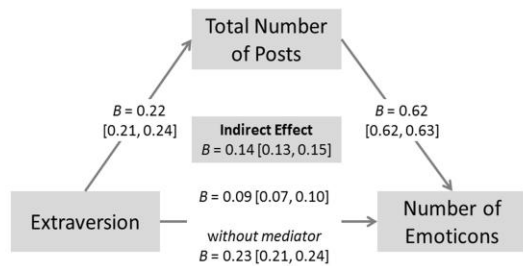 Total Number
of Posts
B = 0.22
[0.21, 0.24]
B = 0.62
[0.62, 0.63]
Indirect Effect
B = 0.14 [0.13, 0.15]
Extraversion
B = 0.09 [0.07, 0.10]
without mediator
B = 0.23 [0.21, 0.24]
Number of
Emoticons